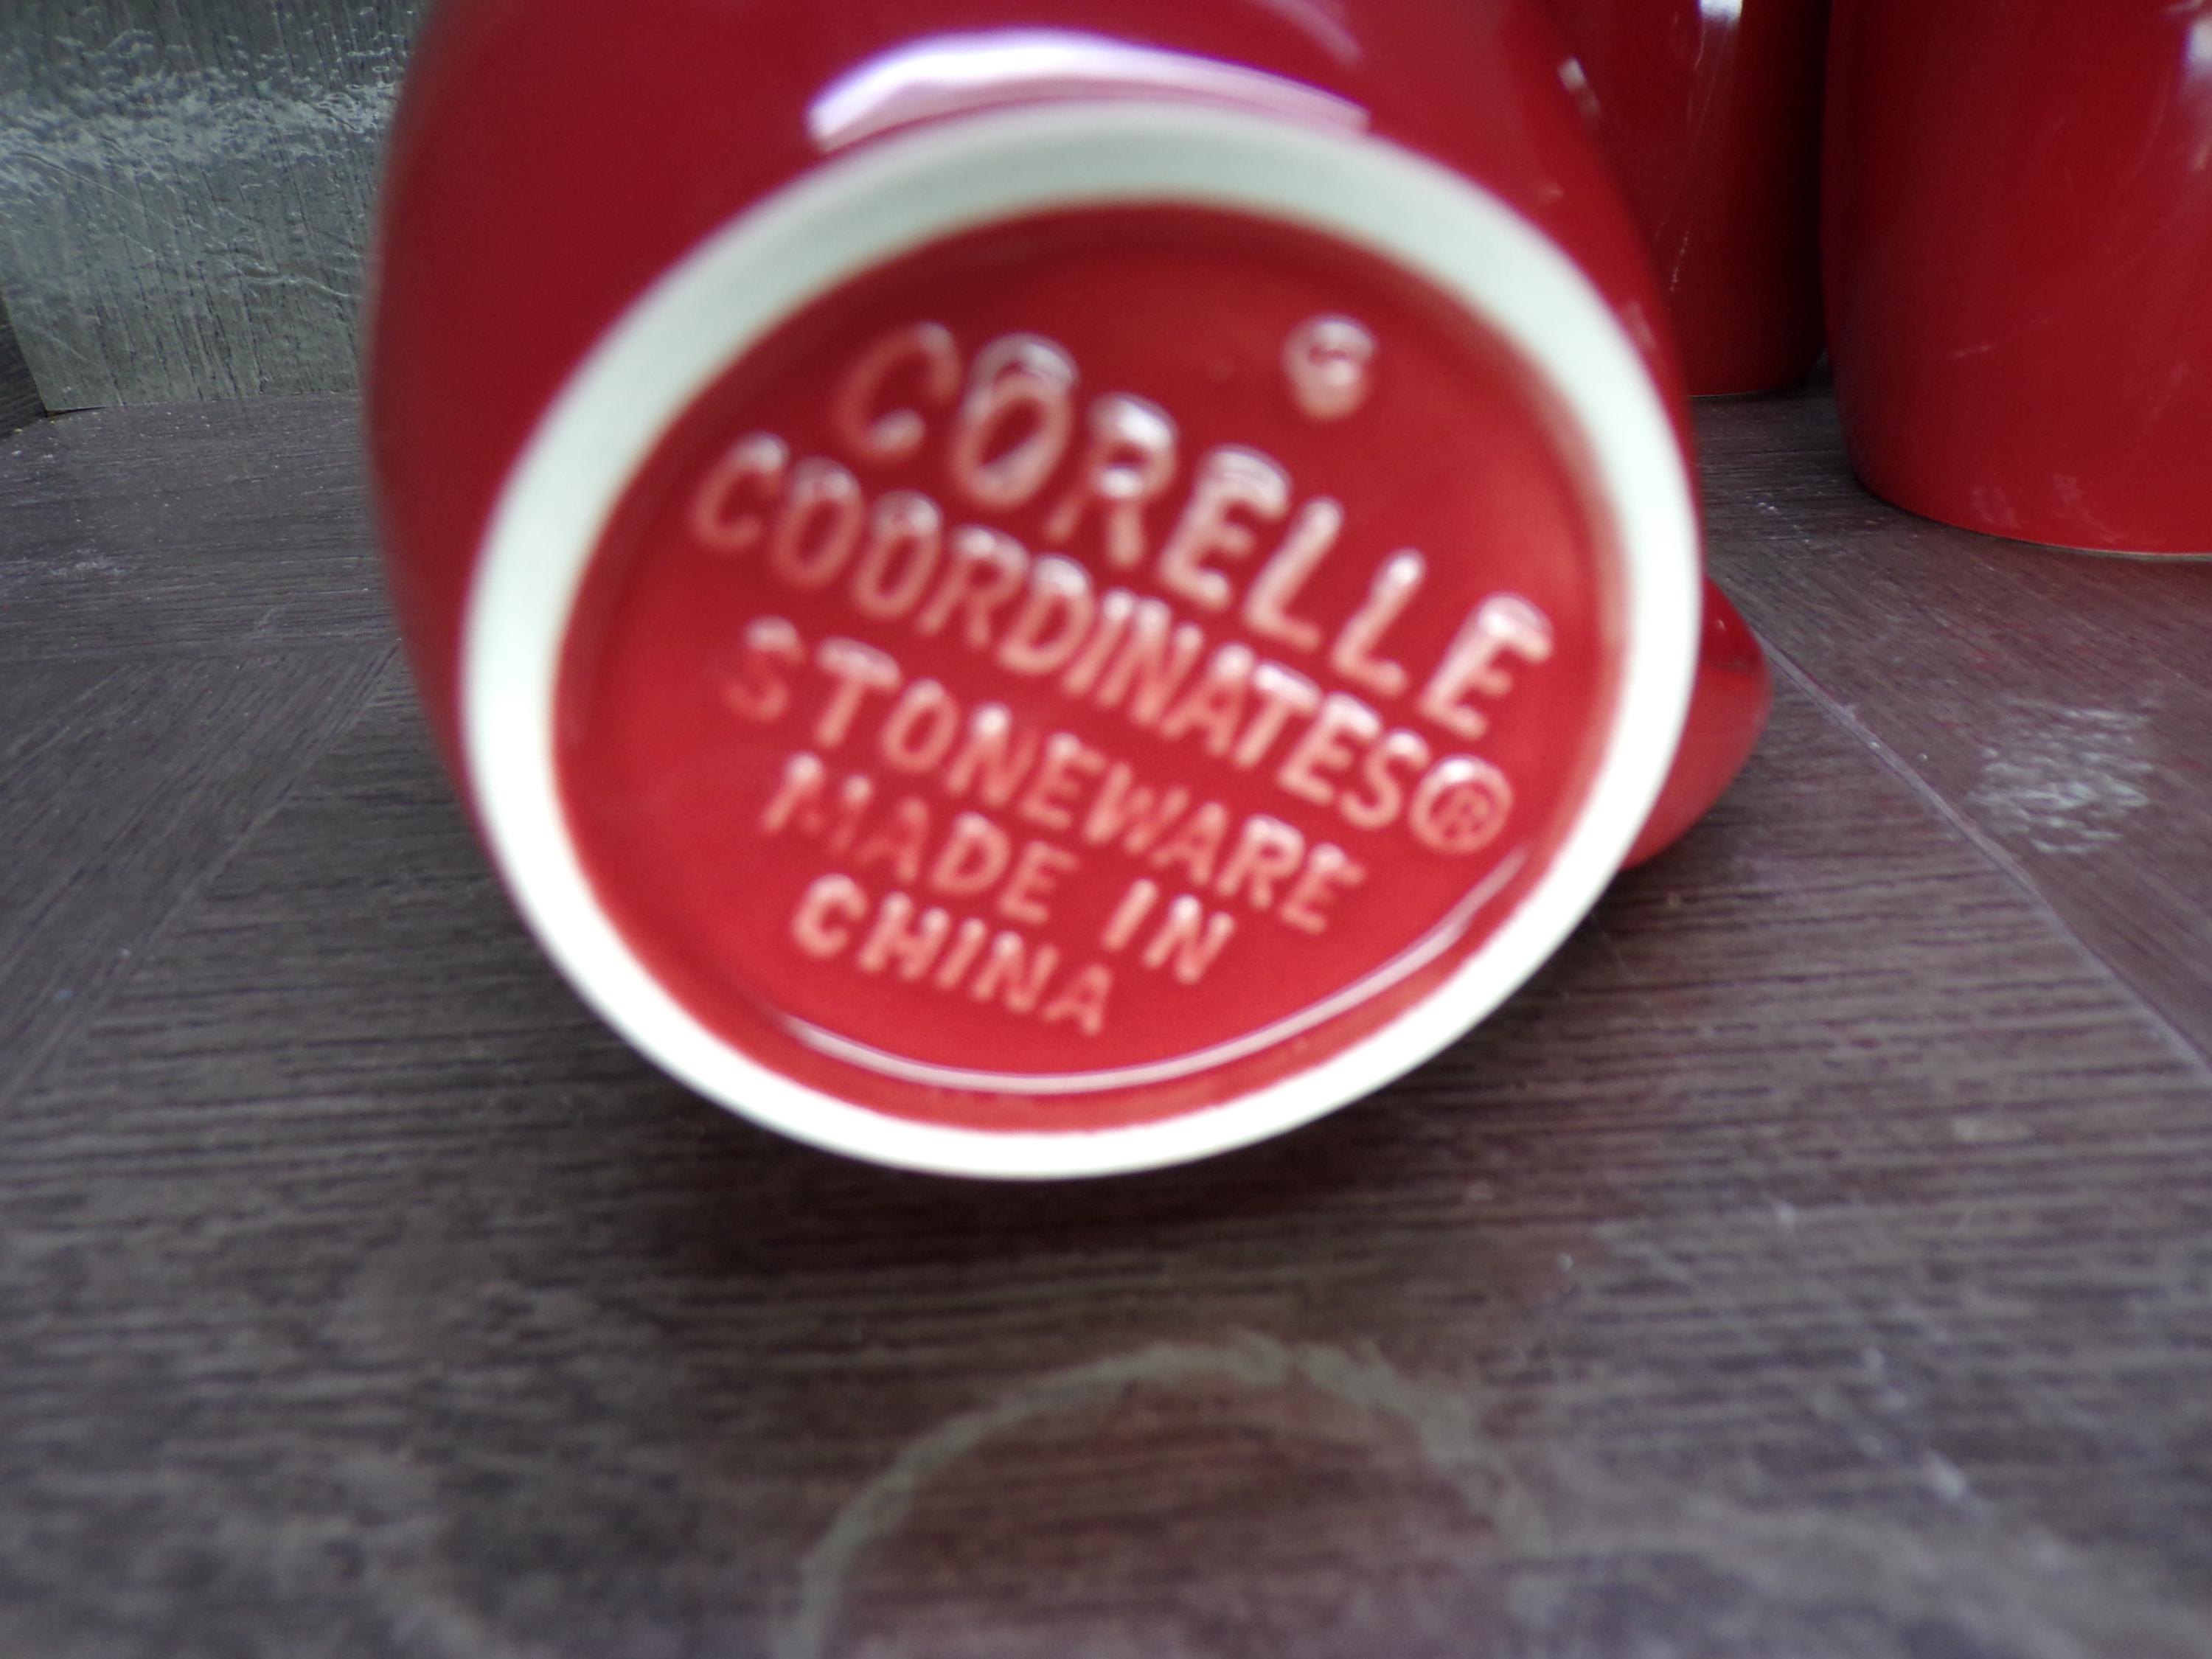 G
CORELLE
COORDINATES®
STONEWARE
MADE IN
CHINA